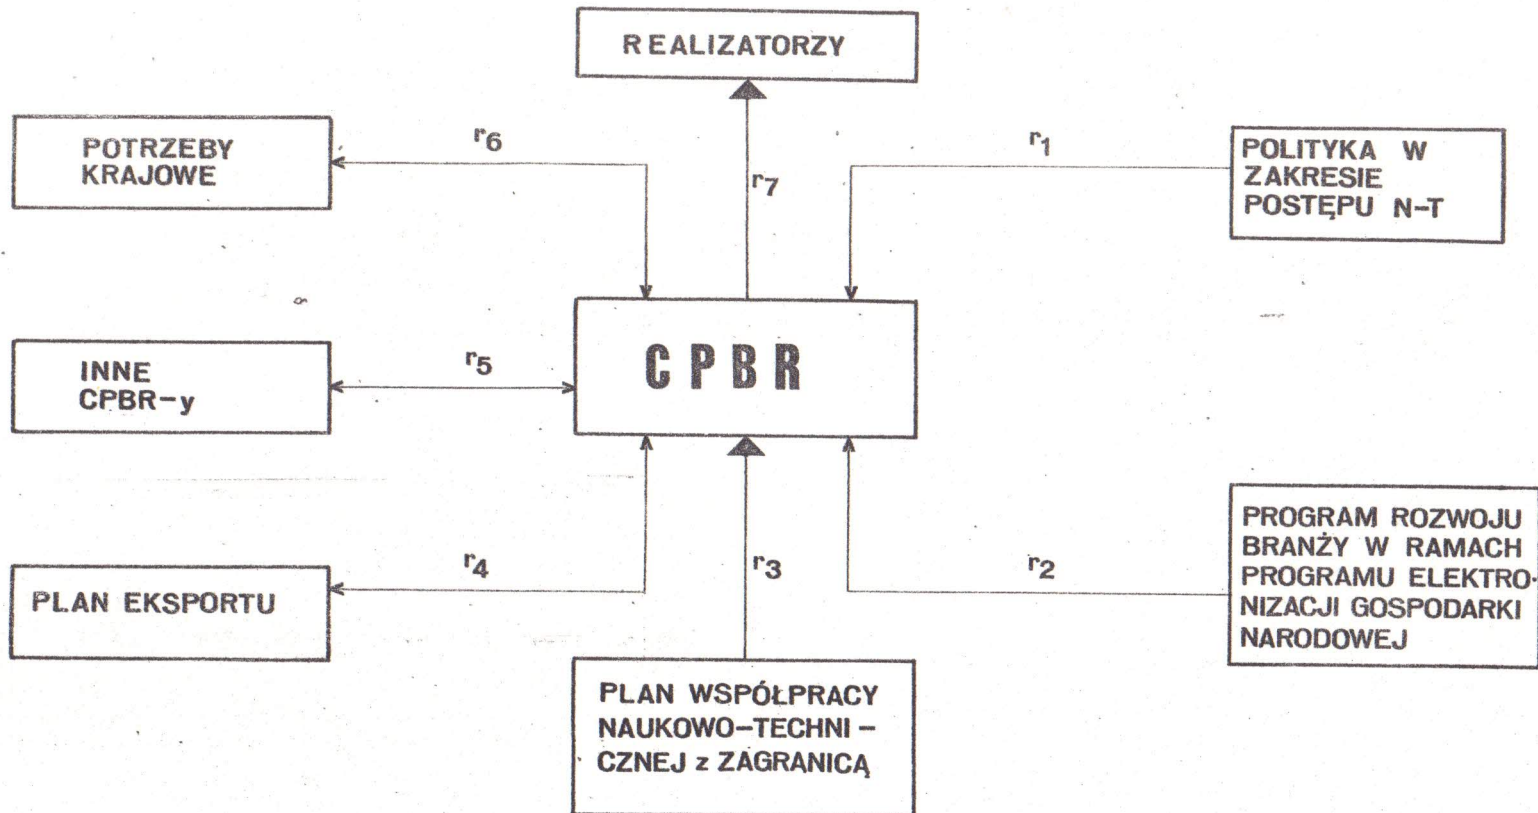 REALIZATORZY
POTRZEBY
KRAJOWE
r6
r7
r1
POLITYKA W
ZAKRESIE
POSTĘPU N-T
INNE
CPBR-y
r5
CPBR
PLAN EKSPORTU
r4
r3
r2
PROGRAM ROZWOJU
BRANŻY W RAMACH
PROGRAMU ELEKTRO-
NIZACJI GOSPODARKI
NARODOWEJ
PLAN WSPÓŁPRACY
NAUKOWO-TECHNI-
CZNEJ z ZAGRANICĄ